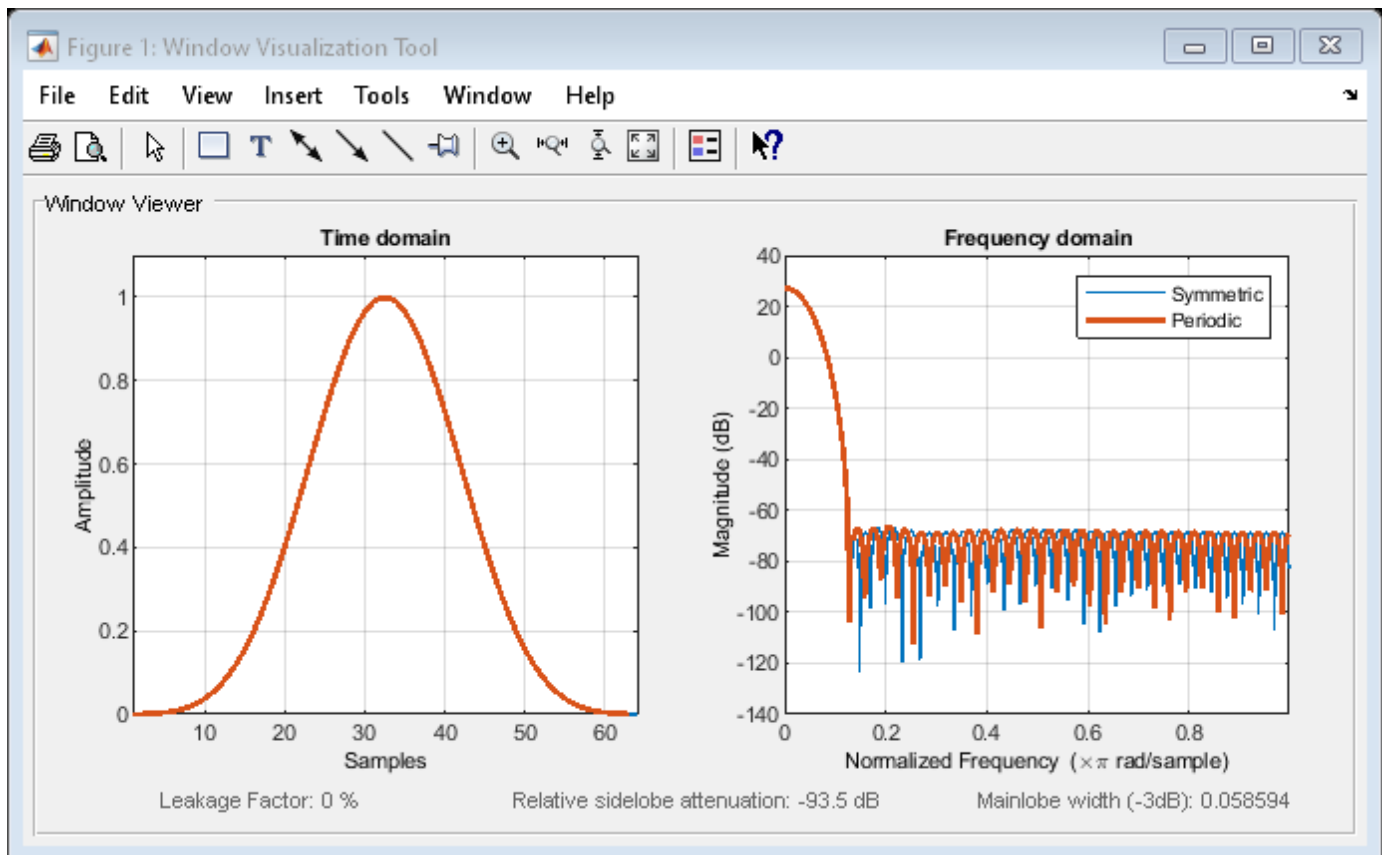 Figure 1: Window Visualization Tool
File Edit View Insert Tools Window Help
T
?
Window Viewer
Time domain
1
0.8
0.6
0.4
0.2
0
Amplitude
10 20 30 40 50 60
Samples
Frequency domain
40
20
0
-20
-40
-60
-80
-100
-120
-140
Magnitude (dB)
Symmetric
Periodic
0 0.2 0.4 0.6 0.8
Normalized Frequency (×π rad/sample)
Leakage Factor: 0 % Relative sidelobe attenuation: -93.5 dB Mainlobe width (-3dB): 0.058594